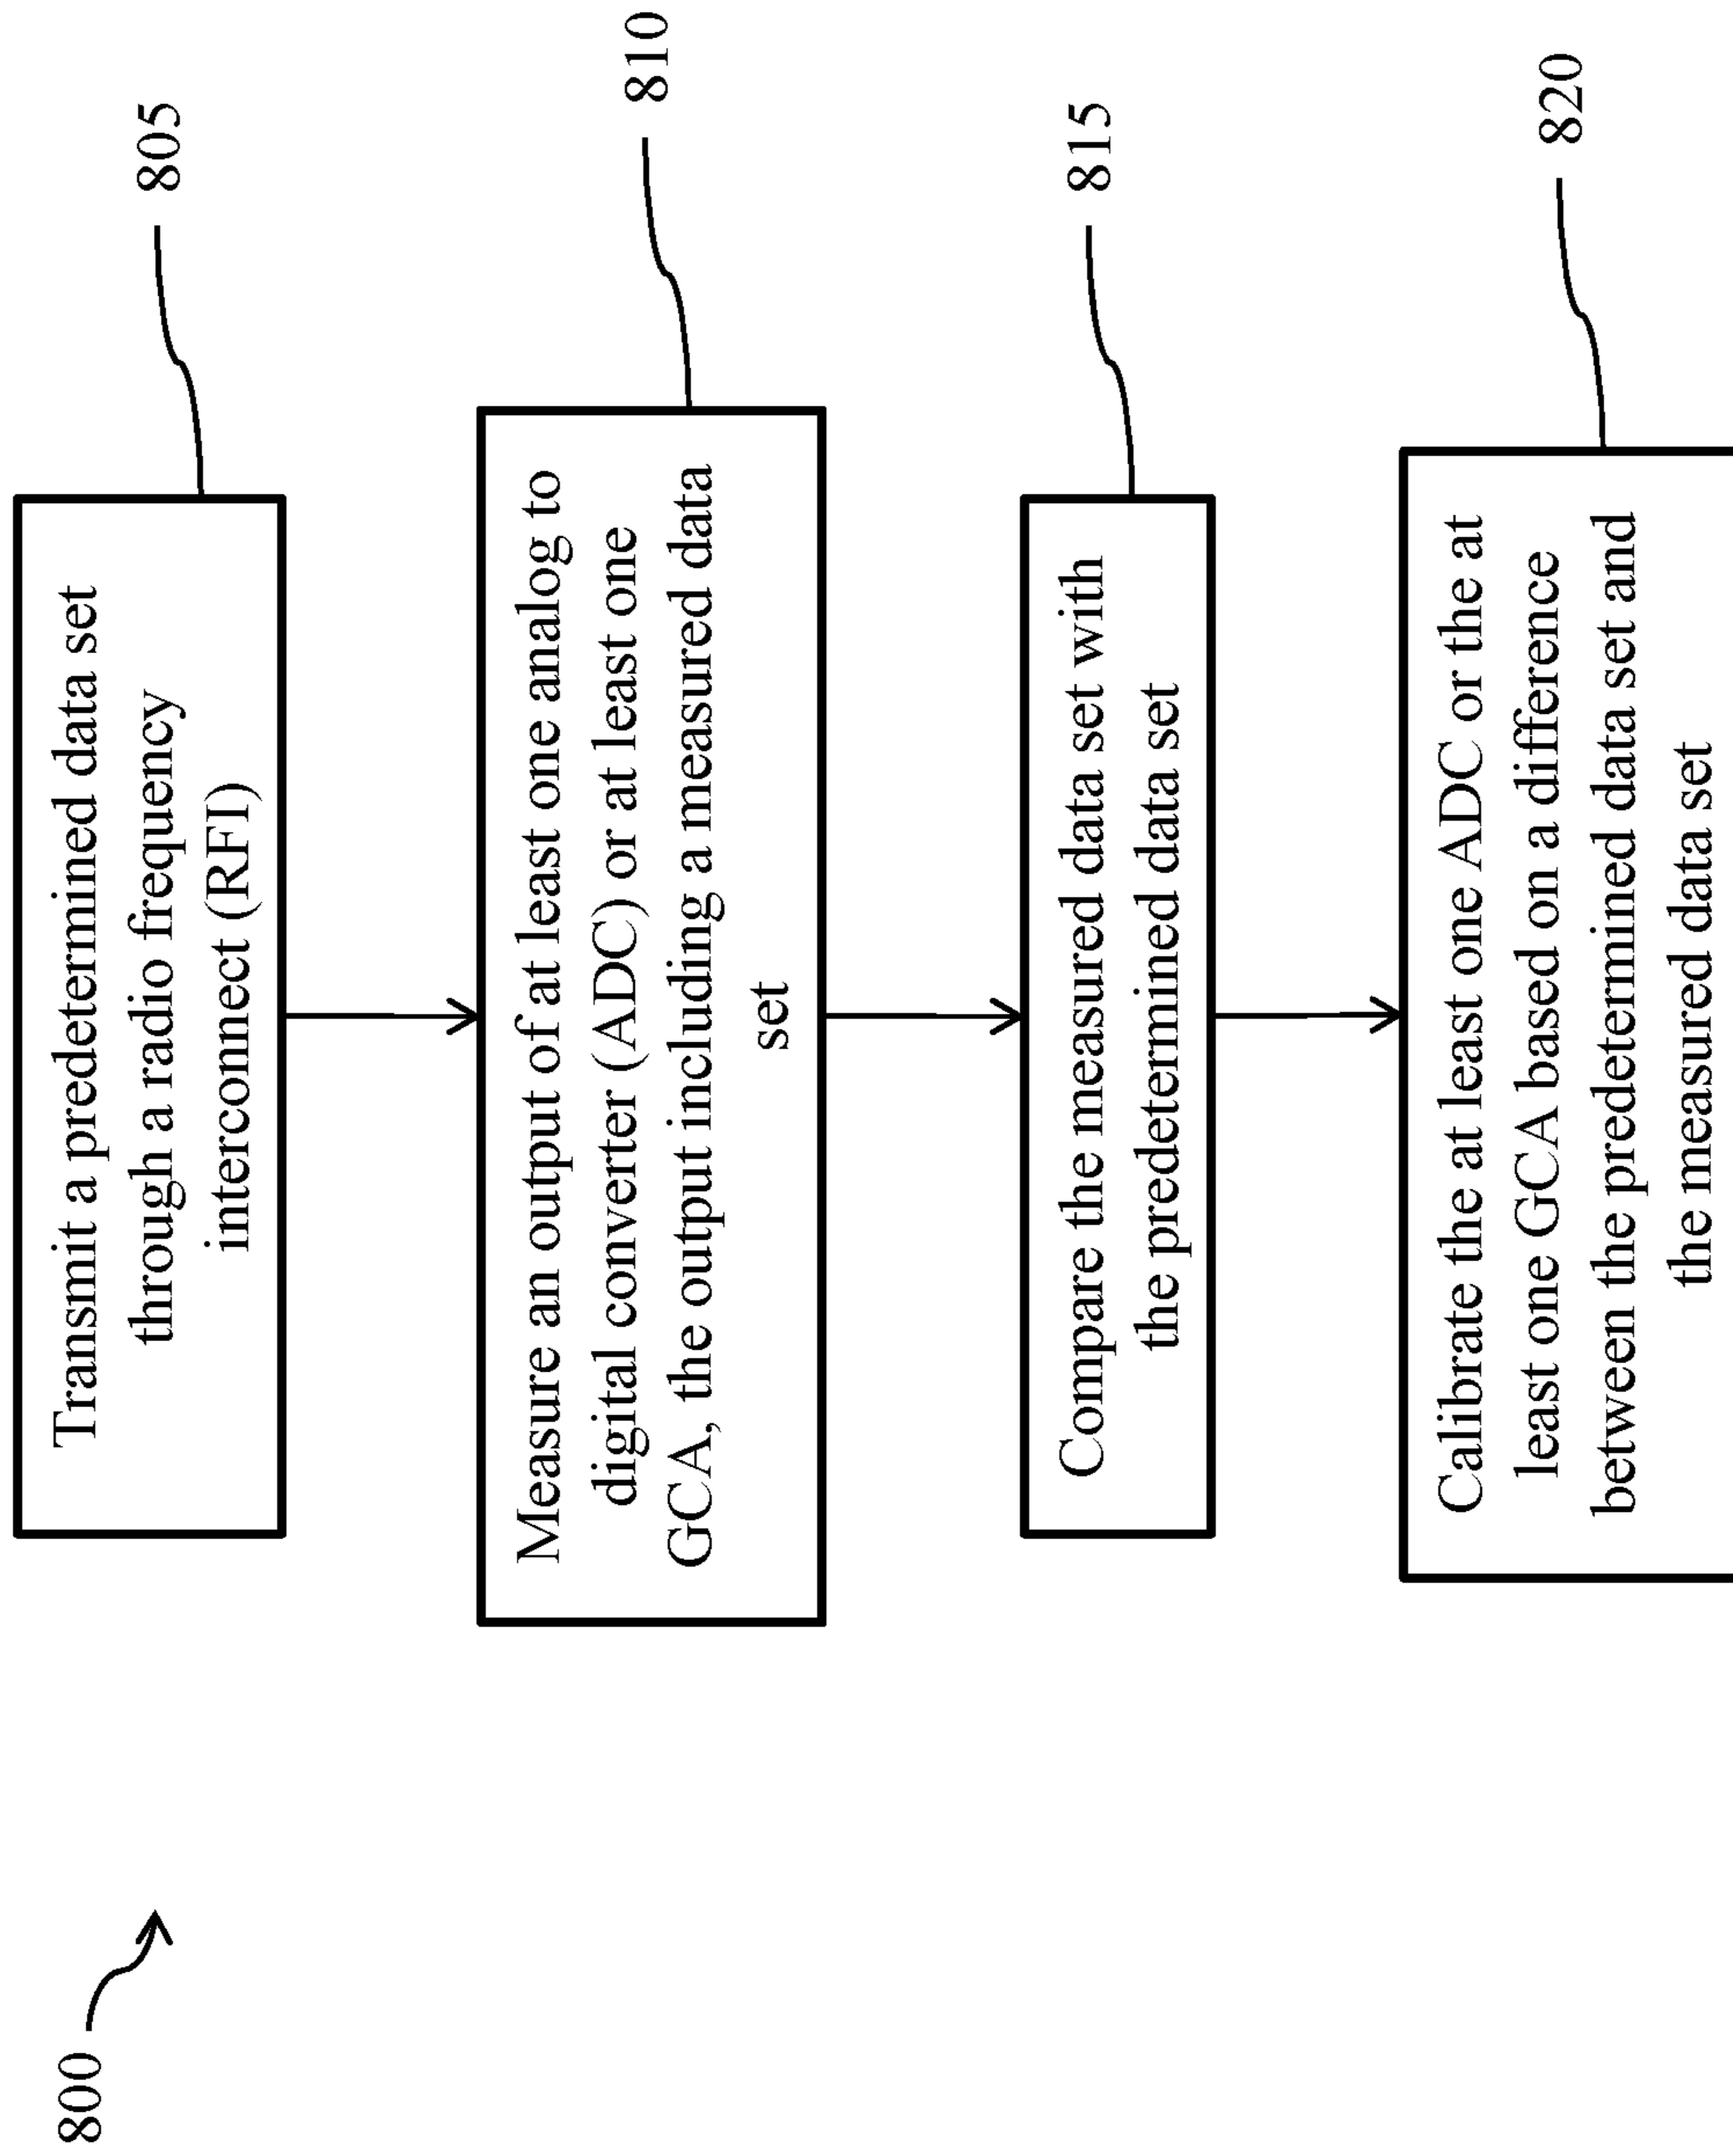 800
Transmit a predetermined data set
through a radio frequency
interconnect (RFI)
805
Measure an output of at least one analog to
digital converter (ADC) or at least one
GCA, the output including a measured data
set
810
Compare the measured data set with
the predetermined data set
815
Calibrate the at least one ADC or the at
least one GCA based on a difference
between the predetermined data set and
the measured data set
820